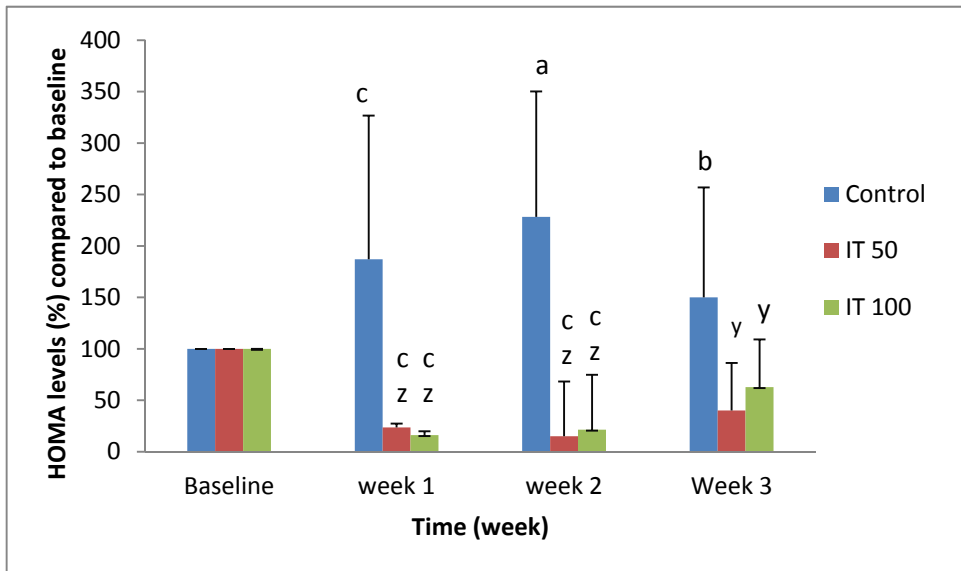 HOMA levels (%) compared to baseline
400
350
300
250
200
150
100
50
0
c
a
b
c c
z z
c c
z z
y y
Baseline week 1 week 2 Week 3
Time (week)
Control
IT 50
IT 100